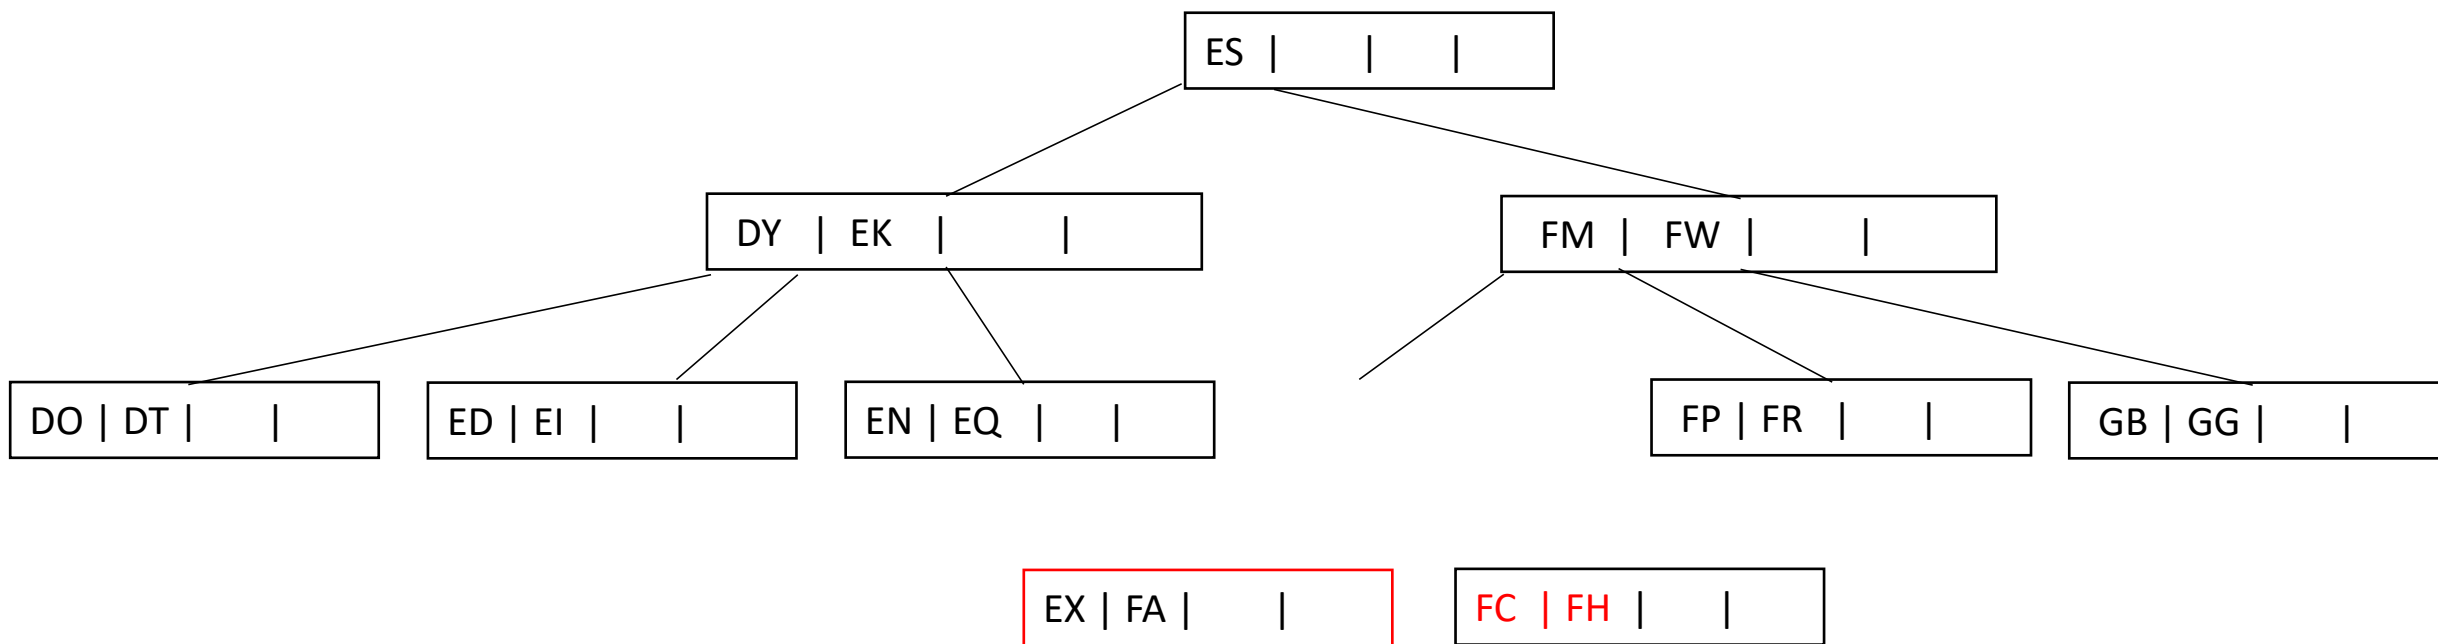 ES | | |
DY | EK | |
FM | FW | |
DO | DT | |
ED | EI | |
EN | EQ | |
FP | FR | |
GB | GG | |
EX | FA | |
FC | FH | |